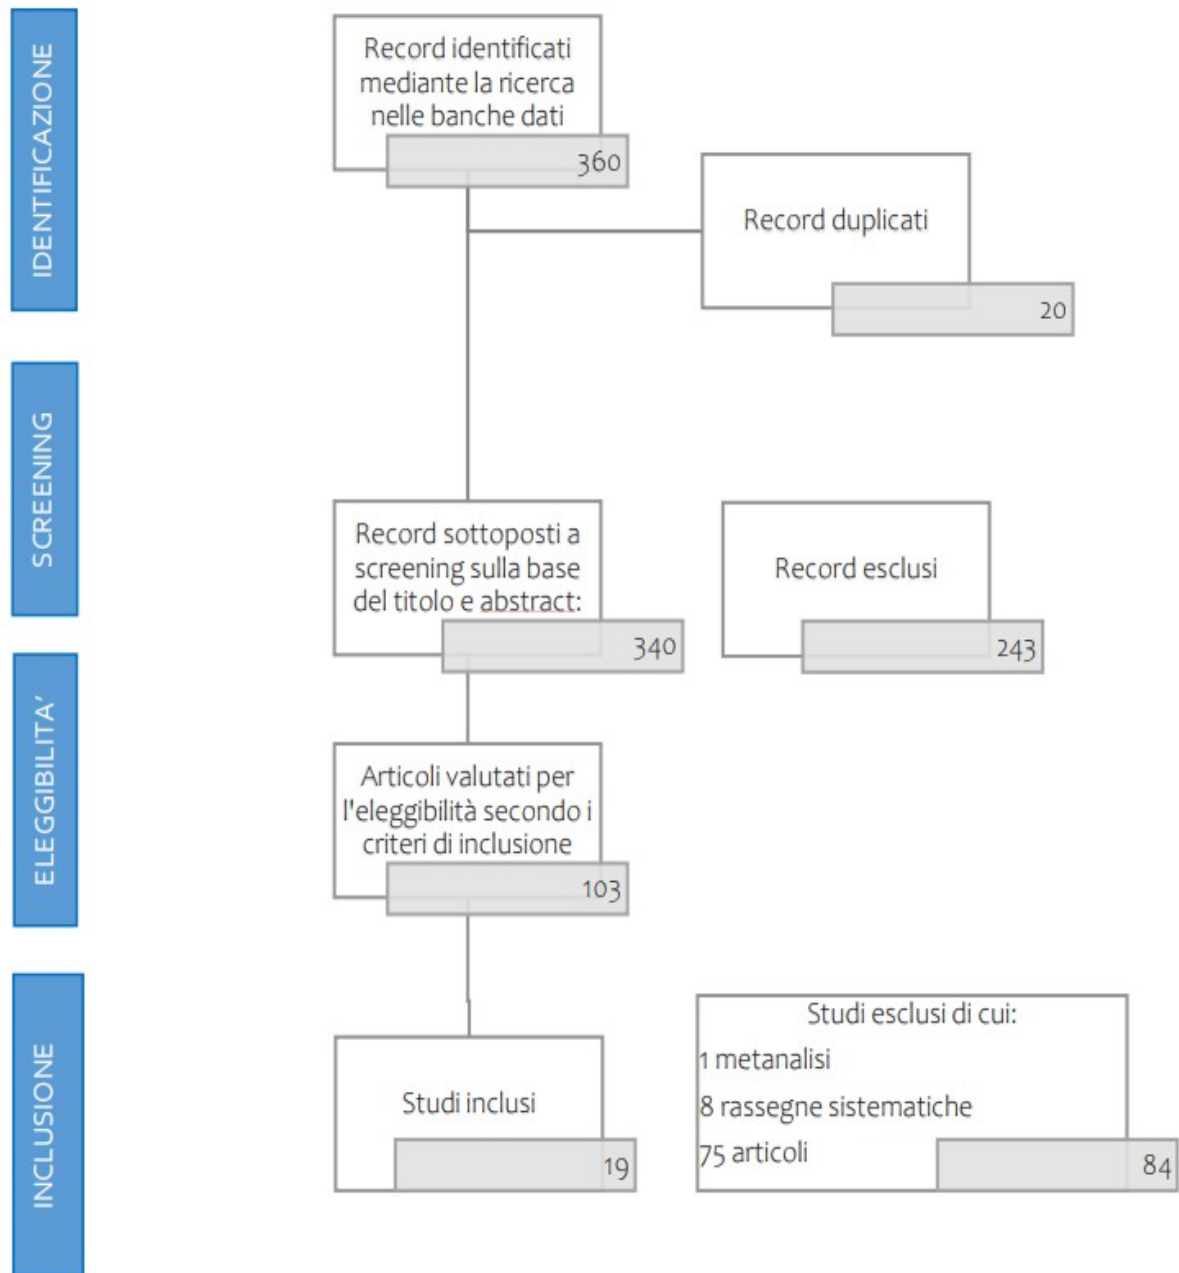 IDENTIFICAZIONE
Record identificati
mediante la ricerca
nelle banche dati
360
Record duplicati
20
SCREENING
Record sottoposti a
screening sulla base
del titolo e abstract:
340
Record esclusi
243
ELEGGIBILITA’
Articoli valutati per
l'eleggibilità secondo i
criteri di inclusione
103
INCLUSIONE
Studi inclusi
19
Studi esclusi di cui:
1 metanalisi
8 rassegne sistematiche
75 articoli
84